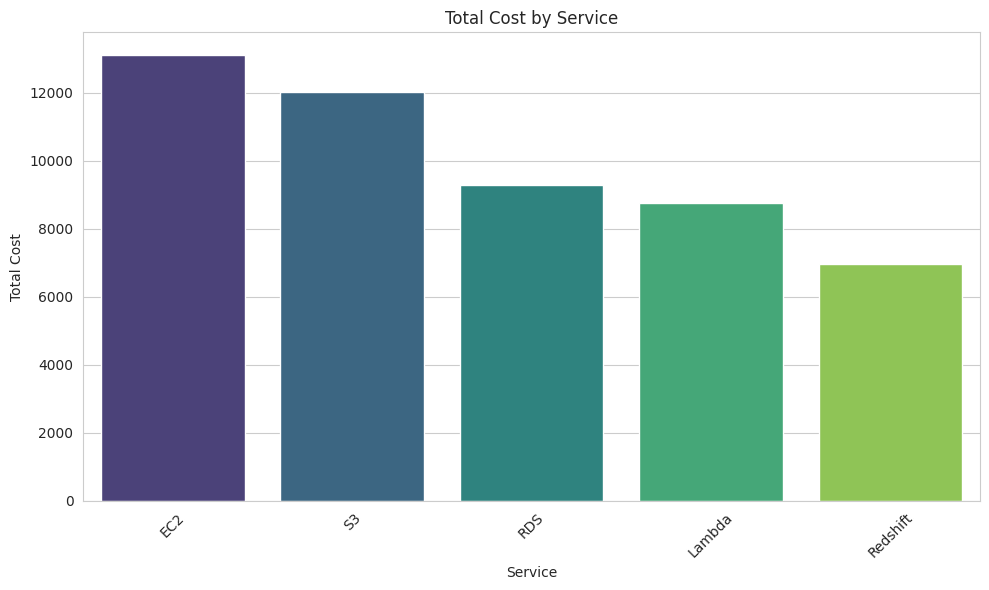 Total Cost by Service
Total Cost
12000
10000
8000
6000
4000
2000
0
EC2
S3
RDS
Lambda
Redshift
Service